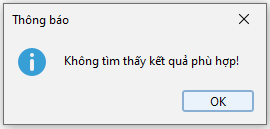 Thông báo
Không tìm thấy kết quả phù hợp!
OK